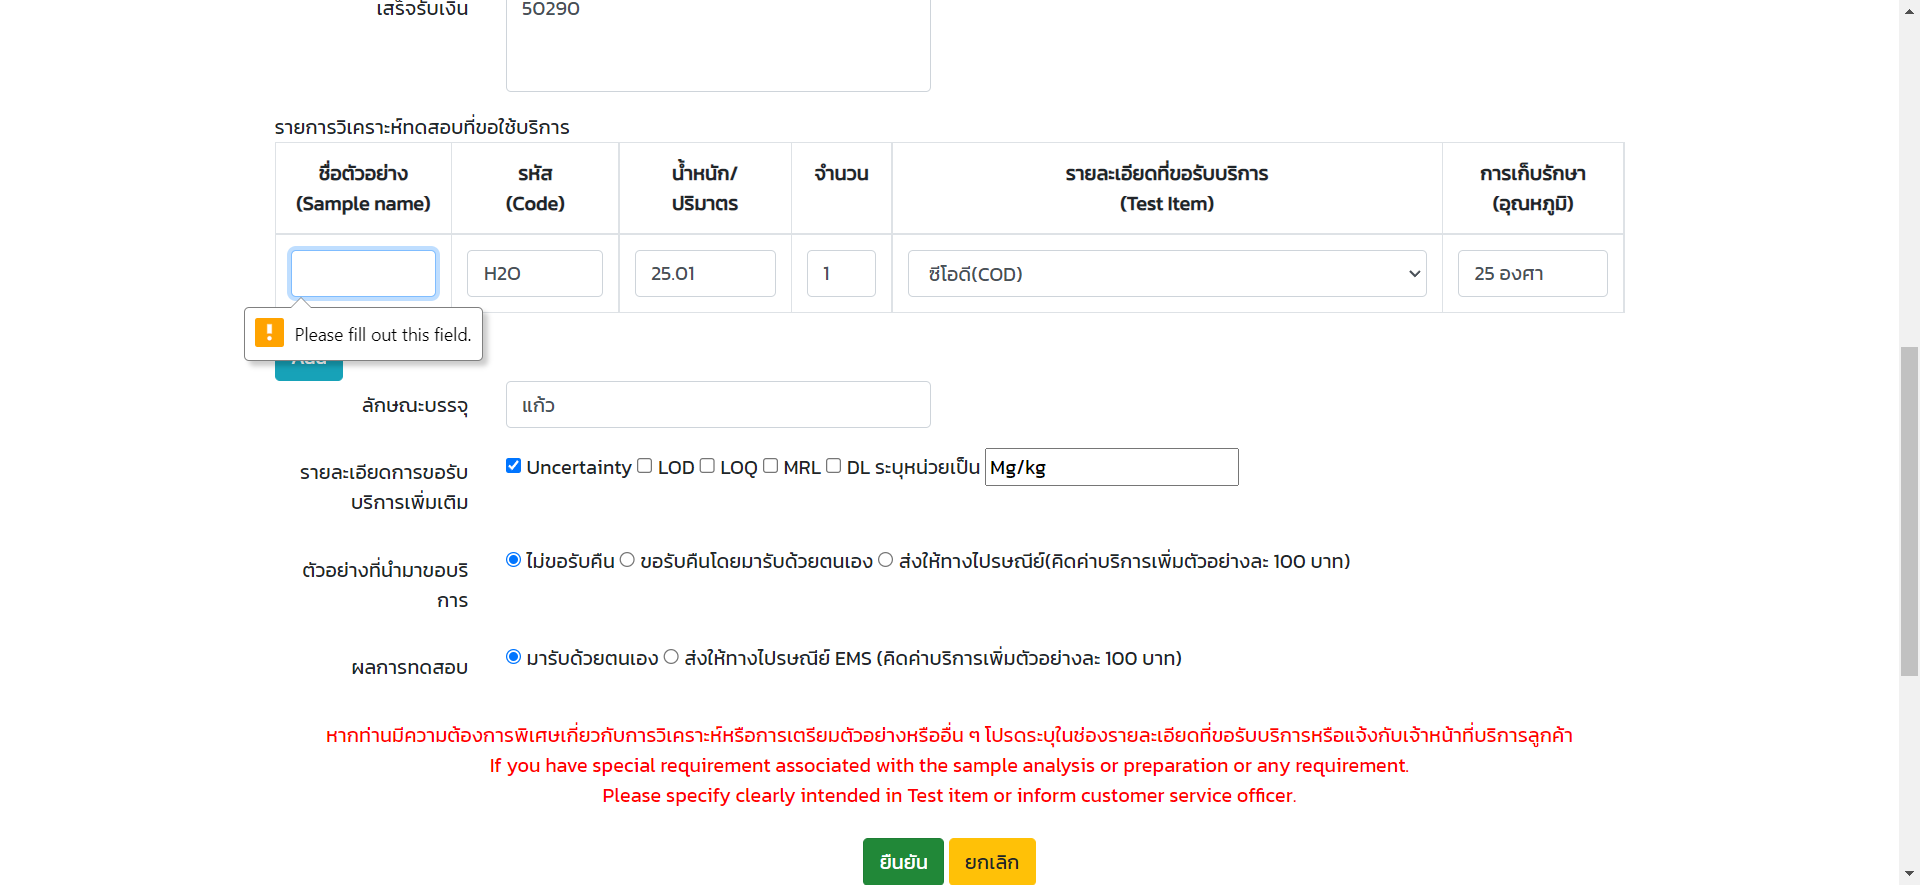 เสร็จรับเงิน
50290
รายการวิเคราะห์ทดสอบที่ขอใช้บริการ
ชื่อตัวอย่าง
(Sample name)
รหัส
(Code)
น้ำหนัก/
ปริมาตร
จำนวน
รายละเอียดที่ขอรับบริการ
(Test Item)
การเก็บรักษา
(อุณหภูมิ)
H2O
25.01
1
ซีโอดี(COD)
25 องศา
Please fill out this field.
ลักษณะบรรจุ
แก้ว
รายละเอียดการขอรับ
บริการเพิ่มเติม
Uncertainty LOD LOQ MRL DL ระบุหน่วยเป็น Mg/kg
ตัวอย่างที่นำมาขอบริ
การ
ไม่ขอรับคืน ขอรับคืนโดยมารับด้วยตนเอง ส่งให้ทางไปรษณีย์(คิดค่าบริการเพิ่มตัวอย่างละ 100 บาท)
ผลการทดสอบ
มารับด้วยตนเอง ส่งให้ทางไปรษณีย์ EMS (คิดค่าบริการเพิ่มตัวอย่างละ 100 บาท)
หากท่านมีความต้องการพิเศษเกี่ยวกับการวิเคราะห์หรือการเตรียมตัวอย่างหรืออื่น ๆ โปรดระบุในช่องรายละเอียดที่ขอรับบริการหรือแจ้งกับเจ้าหน้าที่บริการลูกค้า
If you have special requirement associated with the sample analysis or preparation or any requirement.
Please specify clearly intended in Test item or inform customer service officer.
ยืนยัน
ยกเลิก